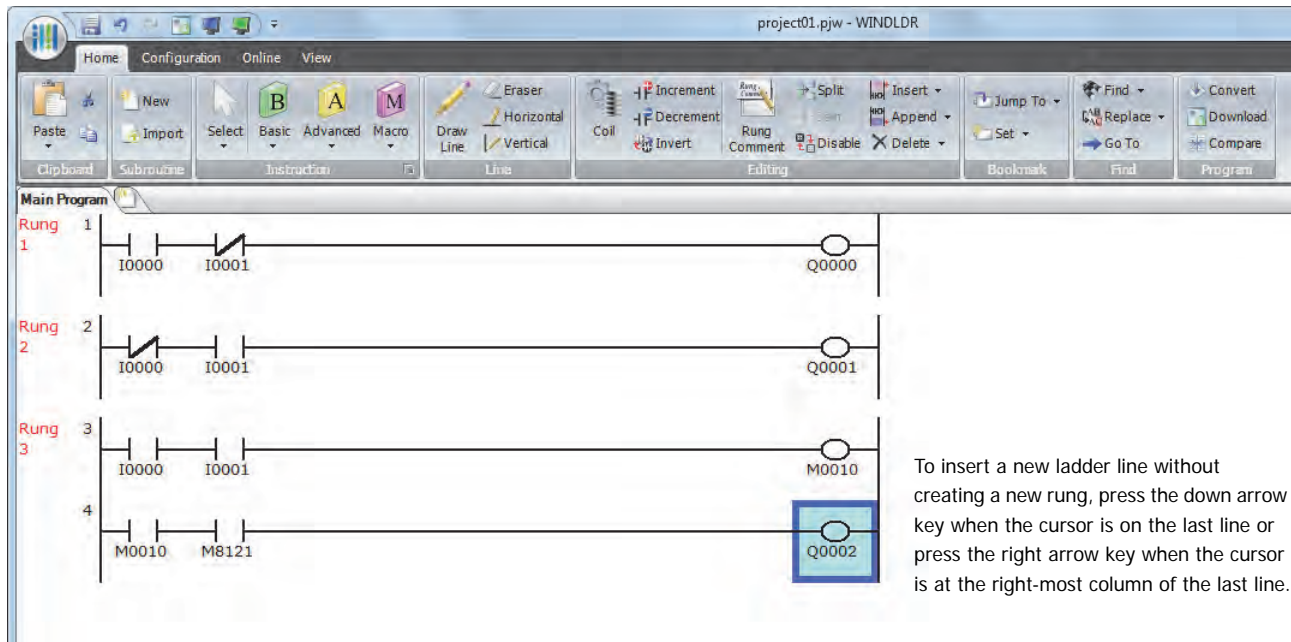 project01.pjw - WINDLDR
Home Configuration Online View
Paste
Clipboard
New
Import
Subroutine
Select
B
Basic
A
Advanced
M
Macro
Instruction
Draw Line
Eraser
Horizontal
Vertical
Line
Coil
Increment
Decrement
Invert
Rung Comment
Split
Disable
Insert
Append
Delete
Editing
Jump To
Set
Bookmark
Find
Replace
Go To
Find
Convert
Download
Compare
Program
Main Program
Rung 1
1
I0000 I0001 Q0000
Rung 2
2
I0000 I0001 Q0001
Rung 3
3
I0000 I0001 M0010
4
M0010 M8121 Q0002
To insert a new ladder line without
creating a new rung, press the down arrow
key when the cursor is on the last line or
press the right arrow key when the cursor
is at the right-most column of the last line.